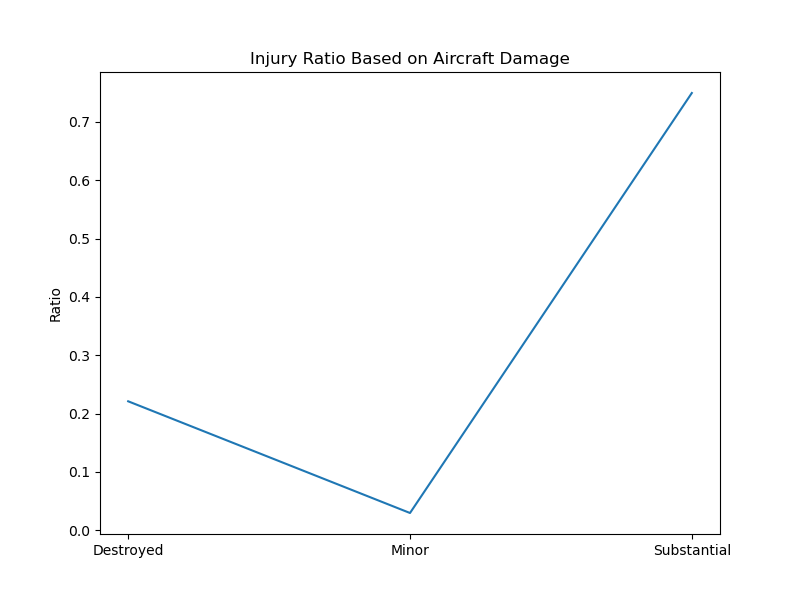 Injury Ratio Based on Aircraft Damage
0.7
0.6
0.5
0.4
0.3
0.2
0.1
0.0
Ratio
Destroyed
Minor
Substantial